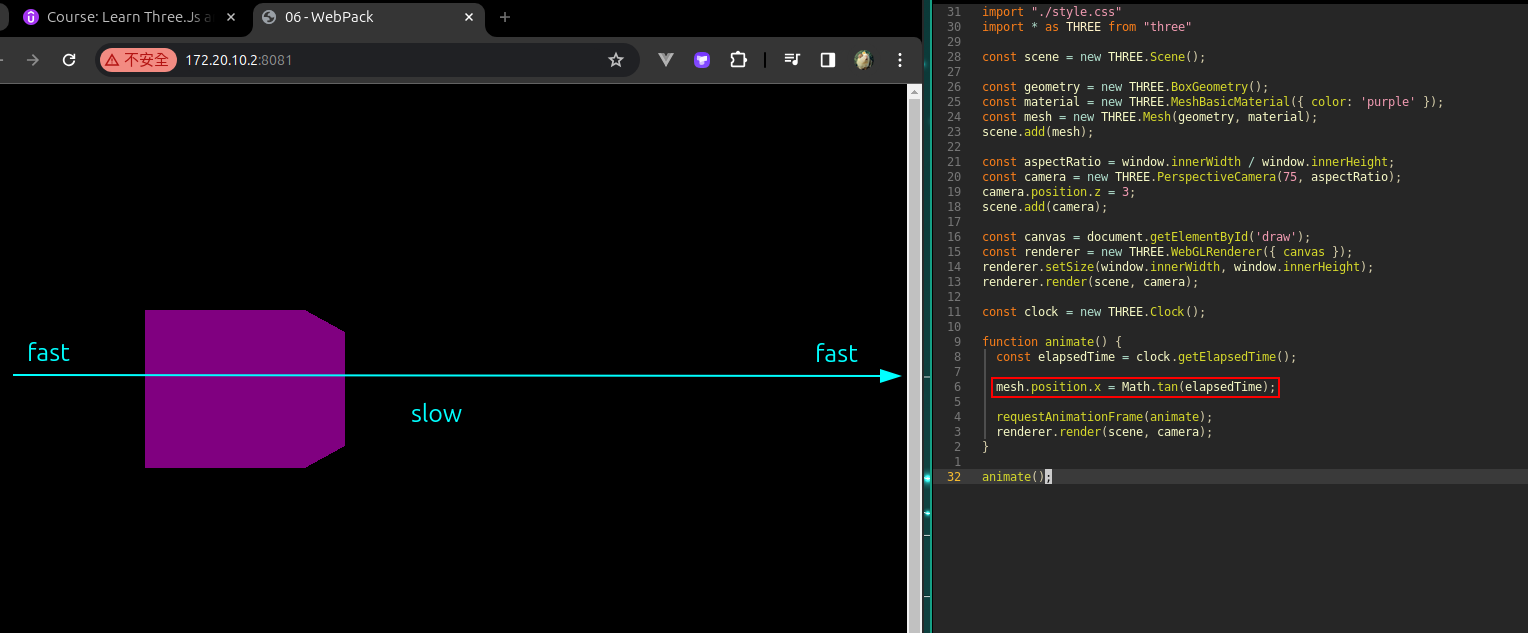 Course: Learn Three.Js a
06 - WebPack
不安全
172.20.10.2:8081
fast
fast
slow
31 import "./style.css"
30 import * as THREE from "three"
29
28 const scene = new THREE.Scene();
27
26 const geometry = new THREE.BoxGeometry();
25 const material = new THREE.MeshBasicMaterial({ color: 'purple' });
24 const mesh = new THREE.Mesh(geometry, material);
23 scene.add(mesh);
22
21 const aspectRatio = window.innerWidth / window.innerHeight;
20 const camera = new THREE.PerspectiveCamera(75, aspectRatio);
19 camera.position.z = 3;
18 scene.add(camera);
17
16 const canvas = document.getElementById('draw');
15 const renderer = new THREE.WebGLRenderer({ canvas });
14 renderer.setSize(window.innerWidth, window.innerHeight);
13 renderer.render(scene, camera);
12
11 const clock = new THREE.Clock();
10
9 function animate() {
8 const elapsedTime = clock.getElapsedTime();
7
6 mesh.position.x = Math.tan(elapsedTime);
5
4 requestAnimationFrame(animate);
3 renderer.render(scene, camera);
2 }
1
32 animate();